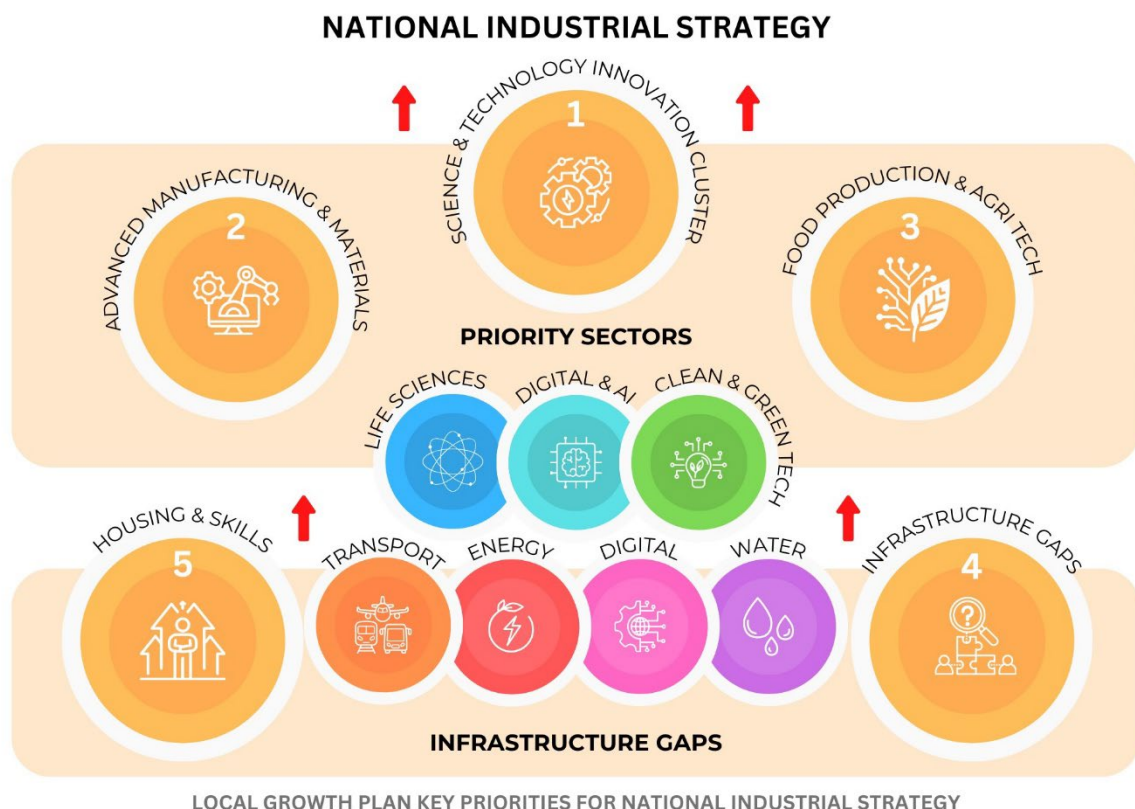 NATIONAL INDUSTRIAL STRATEGY
SCIENCE & TECHNOLOGY INNOVATION CLUSTER
1
ADVANCED MANUFACTURING & MATERIALS
2
FOOD PRODUCTION & AGRI TECH
3
PRIORITY SECTORS
LIFE SCIENCES
DIGITAL & AI
CLEAN & GREEN TECH
HOUSING & SKILLS
5
TRANSPORT
ENERGY
DIGITAL
WATER
INFRASTRUCTURE GAPS
4
?
INFRASTRUCTURE GAPS
LOCAL GROWTH PLAN KEY PRIORITIES FOR NATIONAL INDUSTRIAL STRATEGY